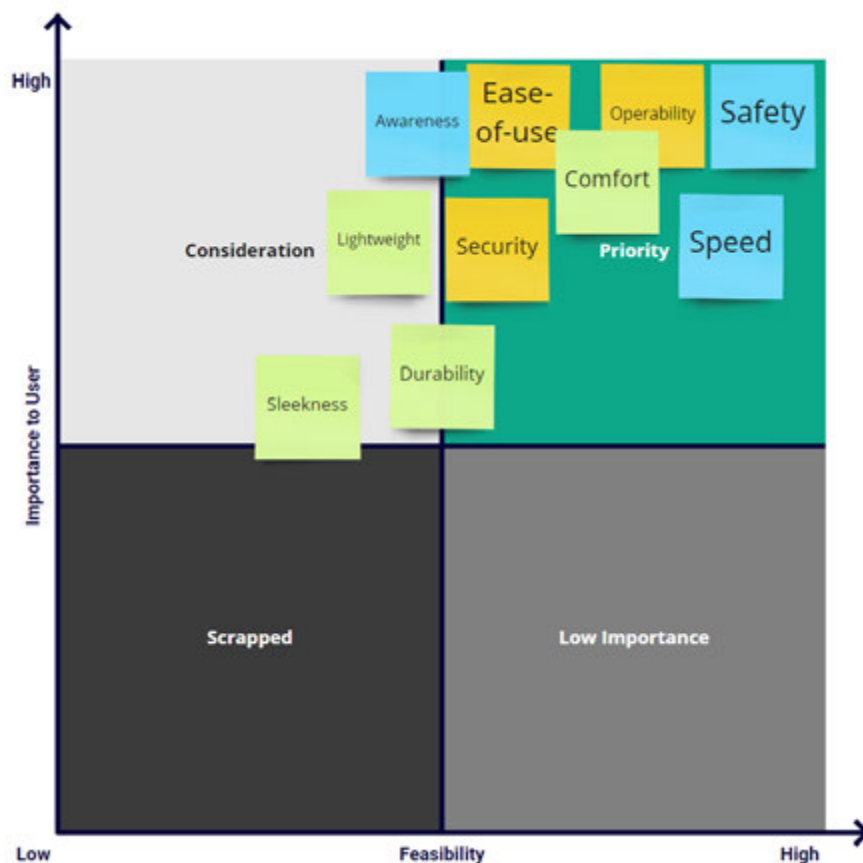 High
Awareness
Ease-
of-use
Operability
Safety
Comfort
Lightweight
Consideration
Security
Priority
Speed
Durability
Sleekness
Importance to User
Scrapped
Low Importance
Low
Feasibility
High